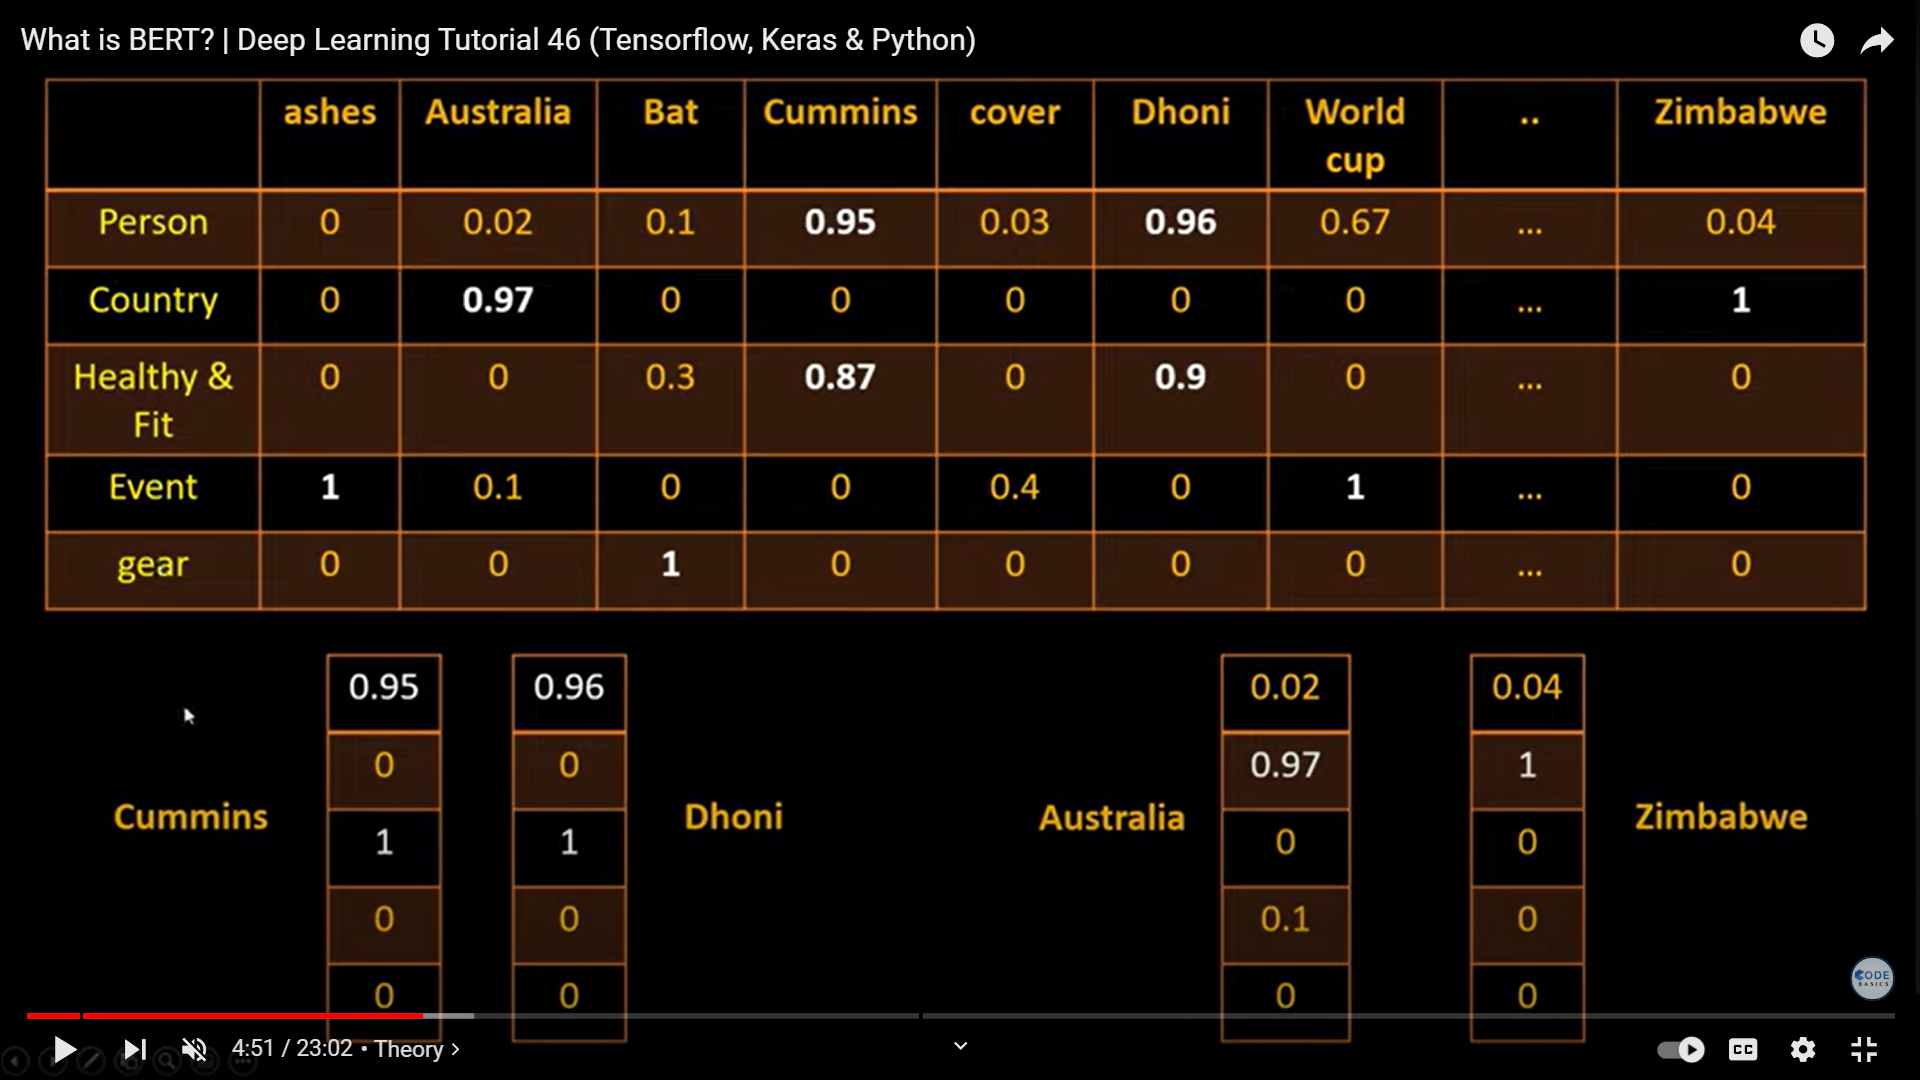 What is BERT? | Deep Learning Tutorial 46 (Tensorflow, Keras & Python)
ashes Australia Bat Cummins cover Dhoni World cup .. Zimbabwe
Person 0 0.02 0.1 0.95 0.03 0.96 0.67 ... 0.04
Country 0 0.97 0 0 0 0 0 ... 1
Healthy & Fit 0 0 0.3 0.87 0 0.9 0 ... 0
Event 1 0.1 0 0 0.4 0 1 ... 0
gear 0 0 1 0 0 0 0 ... 0
0.95 0.96 0.02 0.04
0 0 0.97 1
Cummins Dhoni Australia Zimbabwe
1 1 0 0
0 0 0.1 0
0 0 0 0
CODE
BASICS
4:51 / 23:02 • Theory ›
CC